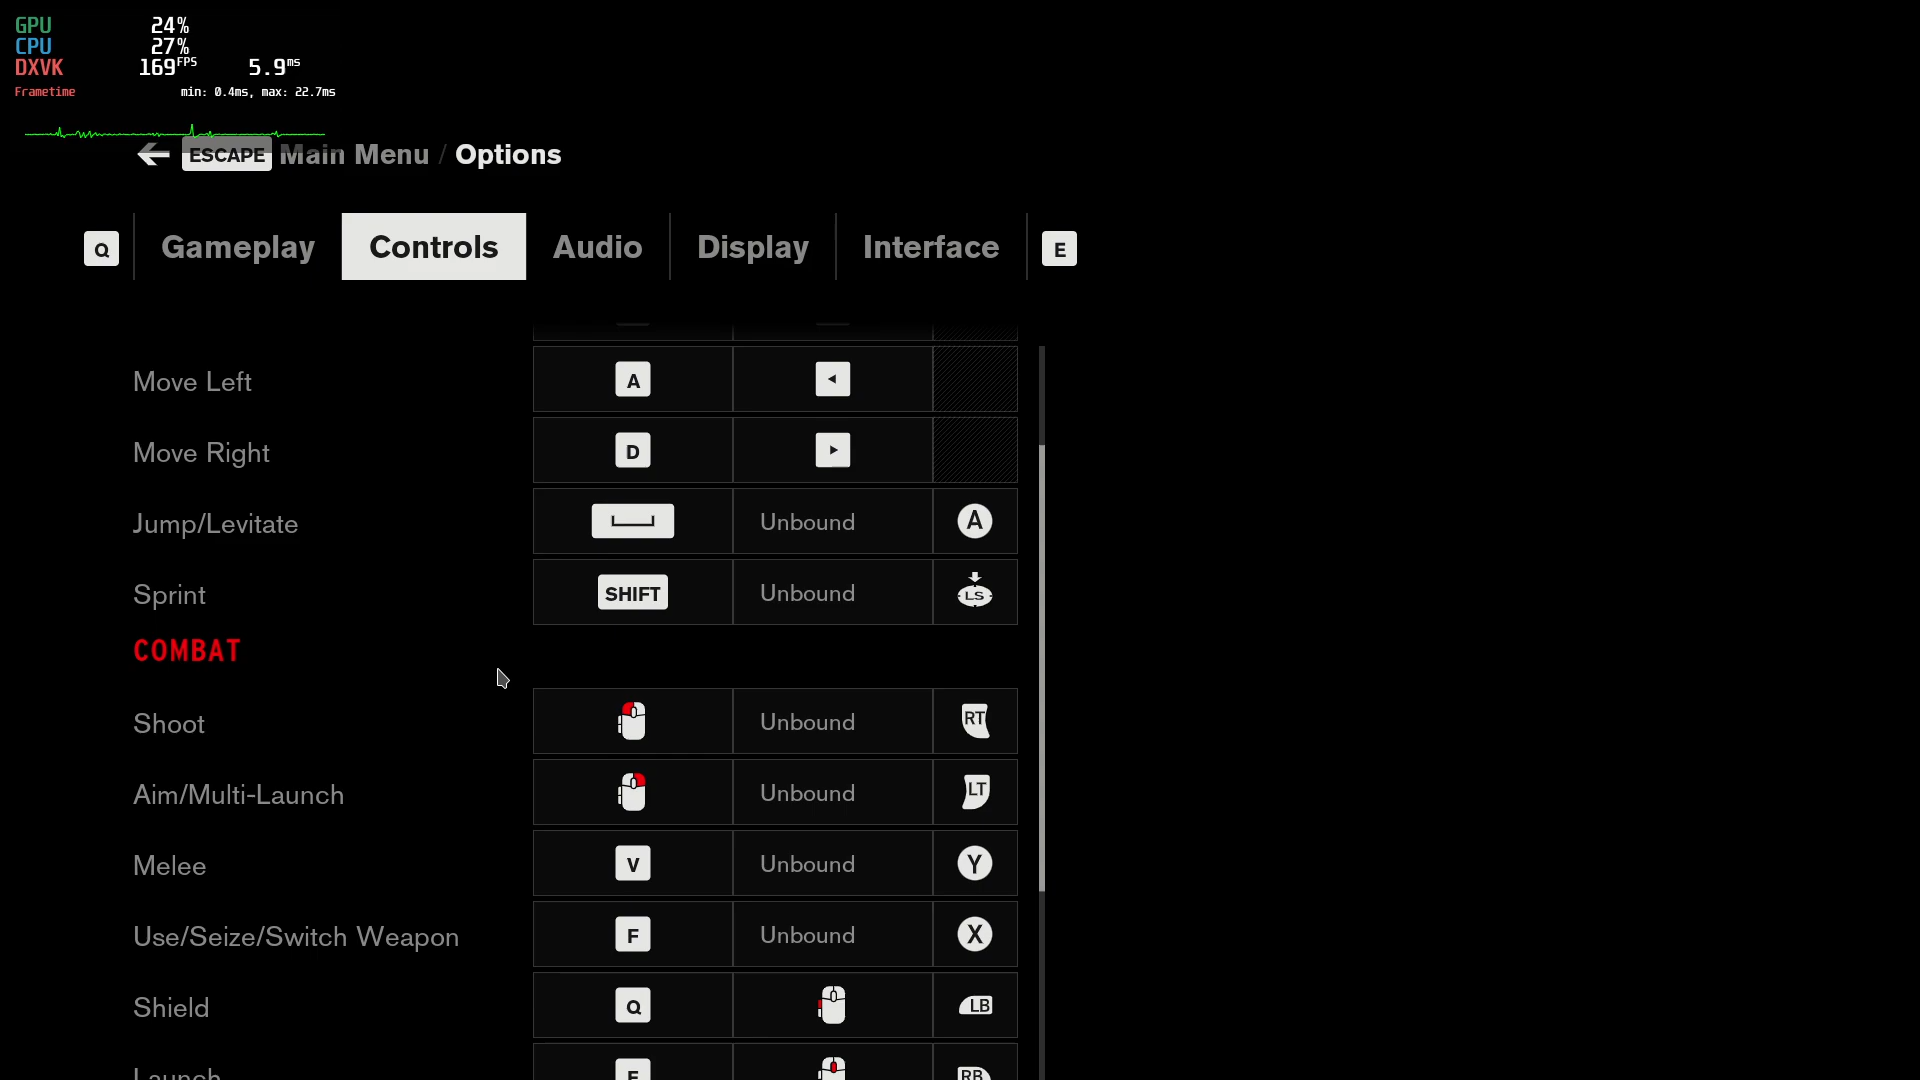 GPU 24%
CPU 27%
DXVK 169FPS 5.9ms
Frametime min: 0.4ms, max: 22.7ms
ESCAPE Main Menu / Options
Q Gameplay Controls Audio Display Interface E
Move Left A
Move Right D
Jump/Levitate Unbound A
Sprint SHIFT Unbound LS
COMBAT
Shoot Unbound RT
Aim/Multi-Launch Unbound LT
Melee V Unbound Y
Use/Seize/Switch Weapon F Unbound X
Shield Q LB
Launch E RB